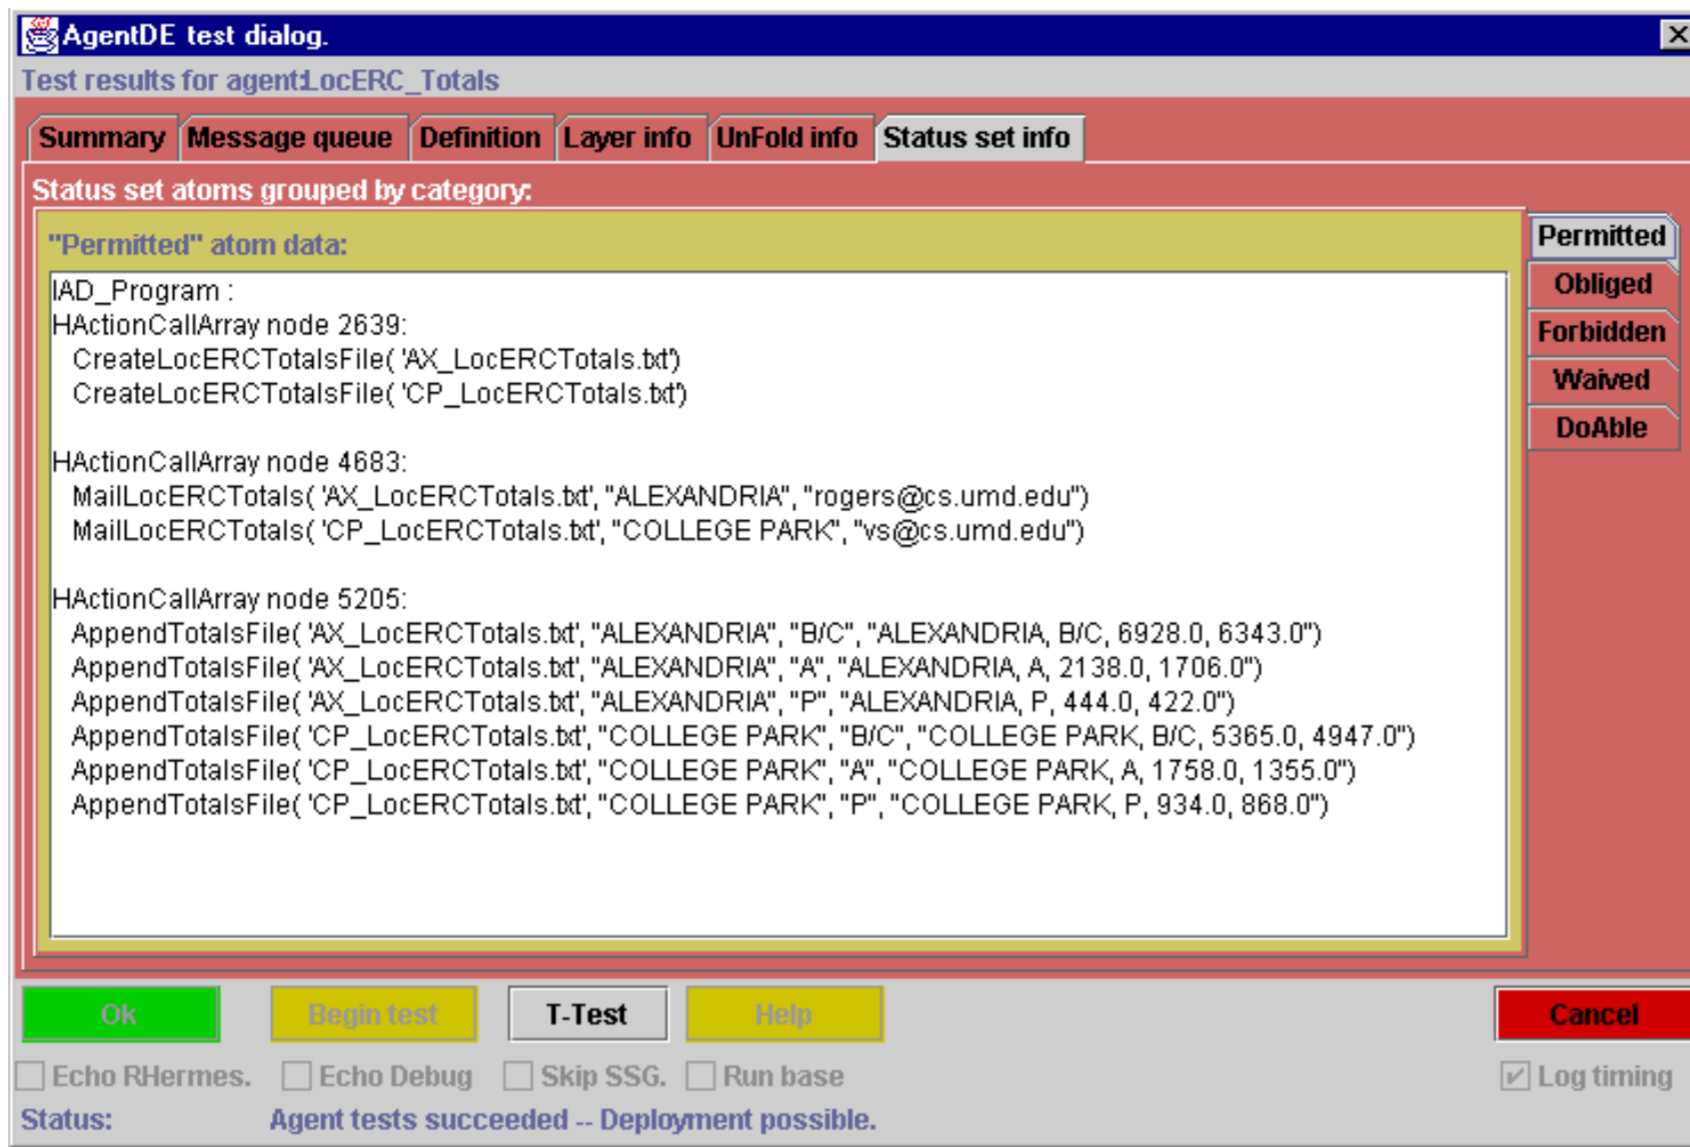 AgentDE test dialog.
Test results for agent:LocERC_Totals
Summary Message queue Definition Layer info UnFold info Status set info
Status set atoms grouped by category:
"Permitted" atom data:
IAD_Program :
HActionCallArray node 2639:
CreateLocERCTotalsFile( 'AX_LocERCTotals.txt')
CreateLocERCTotalsFile( 'CP_LocERCTotals.txt')
HActionCallArray node 4683:
MailLocERCTotals( 'AX_LocERCTotals.txt', "ALEXANDRIA", "rogers@cs.umd.edu")
MailLocERCTotals( 'CP_LocERCTotals.txt', "COLLEGE PARK", "vs@cs.umd.edu")
HActionCallArray node 5205:
AppendTotalsFile( 'AX_LocERCTotals.txt', "ALEXANDRIA", "B/C", "ALEXANDRIA, B/C, 6928.0, 6343.0")
AppendTotalsFile( 'AX_LocERCTotals.txt', "ALEXANDRIA", "A", "ALEXANDRIA, A, 2138.0, 1706.0")
AppendTotalsFile( 'AX_LocERCTotals.txt', "ALEXANDRIA", "P", "ALEXANDRIA, P, 444.0, 422.0")
AppendTotalsFile( 'CP_LocERCTotals.txt', "COLLEGE PARK", "B/C", "COLLEGE PARK, B/C, 5365.0, 4947.0")
AppendTotalsFile( 'CP_LocERCTotals.txt', "COLLEGE PARK", "A", "COLLEGE PARK, A, 1758.0, 1355.0")
AppendTotalsFile( 'CP_LocERCTotals.txt', "COLLEGE PARK", "P", "COLLEGE PARK, P, 934.0, 868.0")
Permitted
Obliged
Forbidden
Waived
DoAble
Ok Begin test T-Test Help Cancel
Echo RHermes. Echo Debug Skip SSG. Run base Log timing
Status: Agent tests succeeded -- Deployment possible.